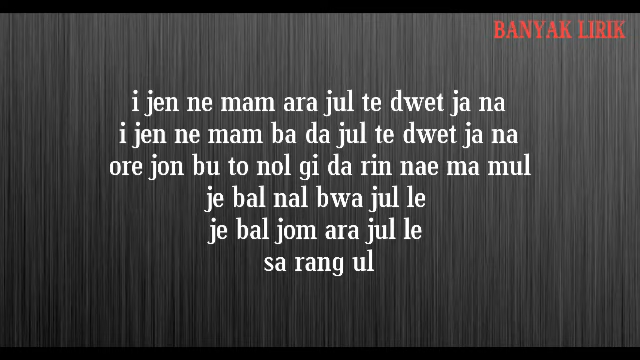 BANYAK LIRIK
i jen ne mam ara jul te dwet ja na
i jen ne mam ba da jul te dwet ja na
ore jon bu to nol gi da rin nae ma mul
je bal nal bwa jul le
je bal jom ara jul le
sa rang ul